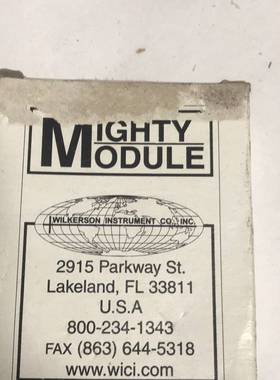 MIGHTY
MODULE
WILKERSON INSTRUMENT CO., INC.
2915 Parkway St.
Lakeland, FL 33811
U.S.A
800-234-1343
FAX (863) 644-5318
www.wici.com